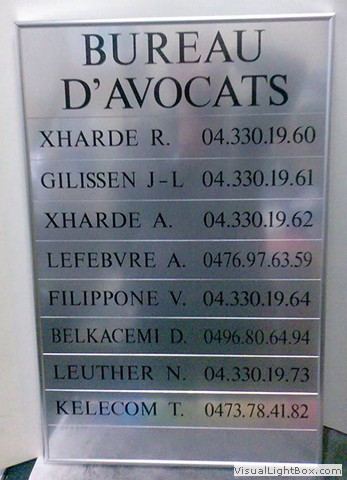 BUREAU
D'AVOCATS
XHARDE R. 04.330.19.60
GILISSEN J-L 04.330.19.61
XHARDE A. 04.330.19.62
LEFEBVRE A. 0476.97.63.59
FILIPPONE V. 04.330.19.64
BELKACEMI D. 0496.80.64.94
LEUTHER N. 04.330.19.73
KELECOM T. 0473.78.41.82
VisualLightBox.com